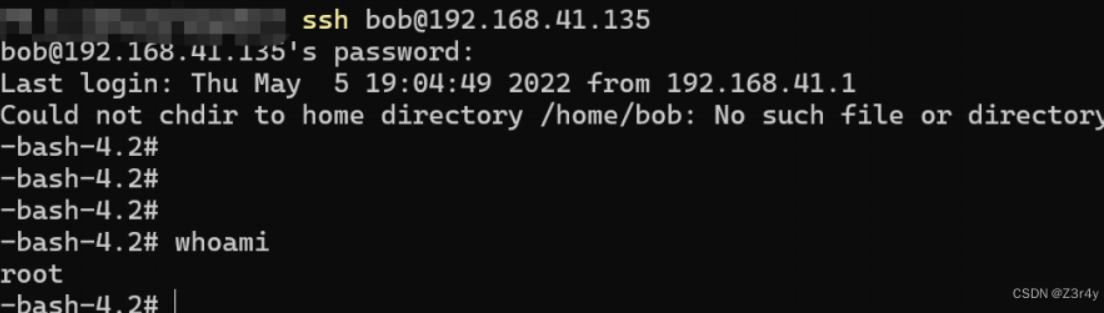 ssh bob@192.168.41.135
bob@192.168.41.135's password:
Last login: Thu May  5 19:04:49 2022 from 192.168.41.1
Could not chdir to home directory /home/bob: No such file or directory
-bash-4.2#
-bash-4.2#
-bash-4.2#
-bash-4.2# whoami
root
-bash-4.2#
CSDN @Z3r4y